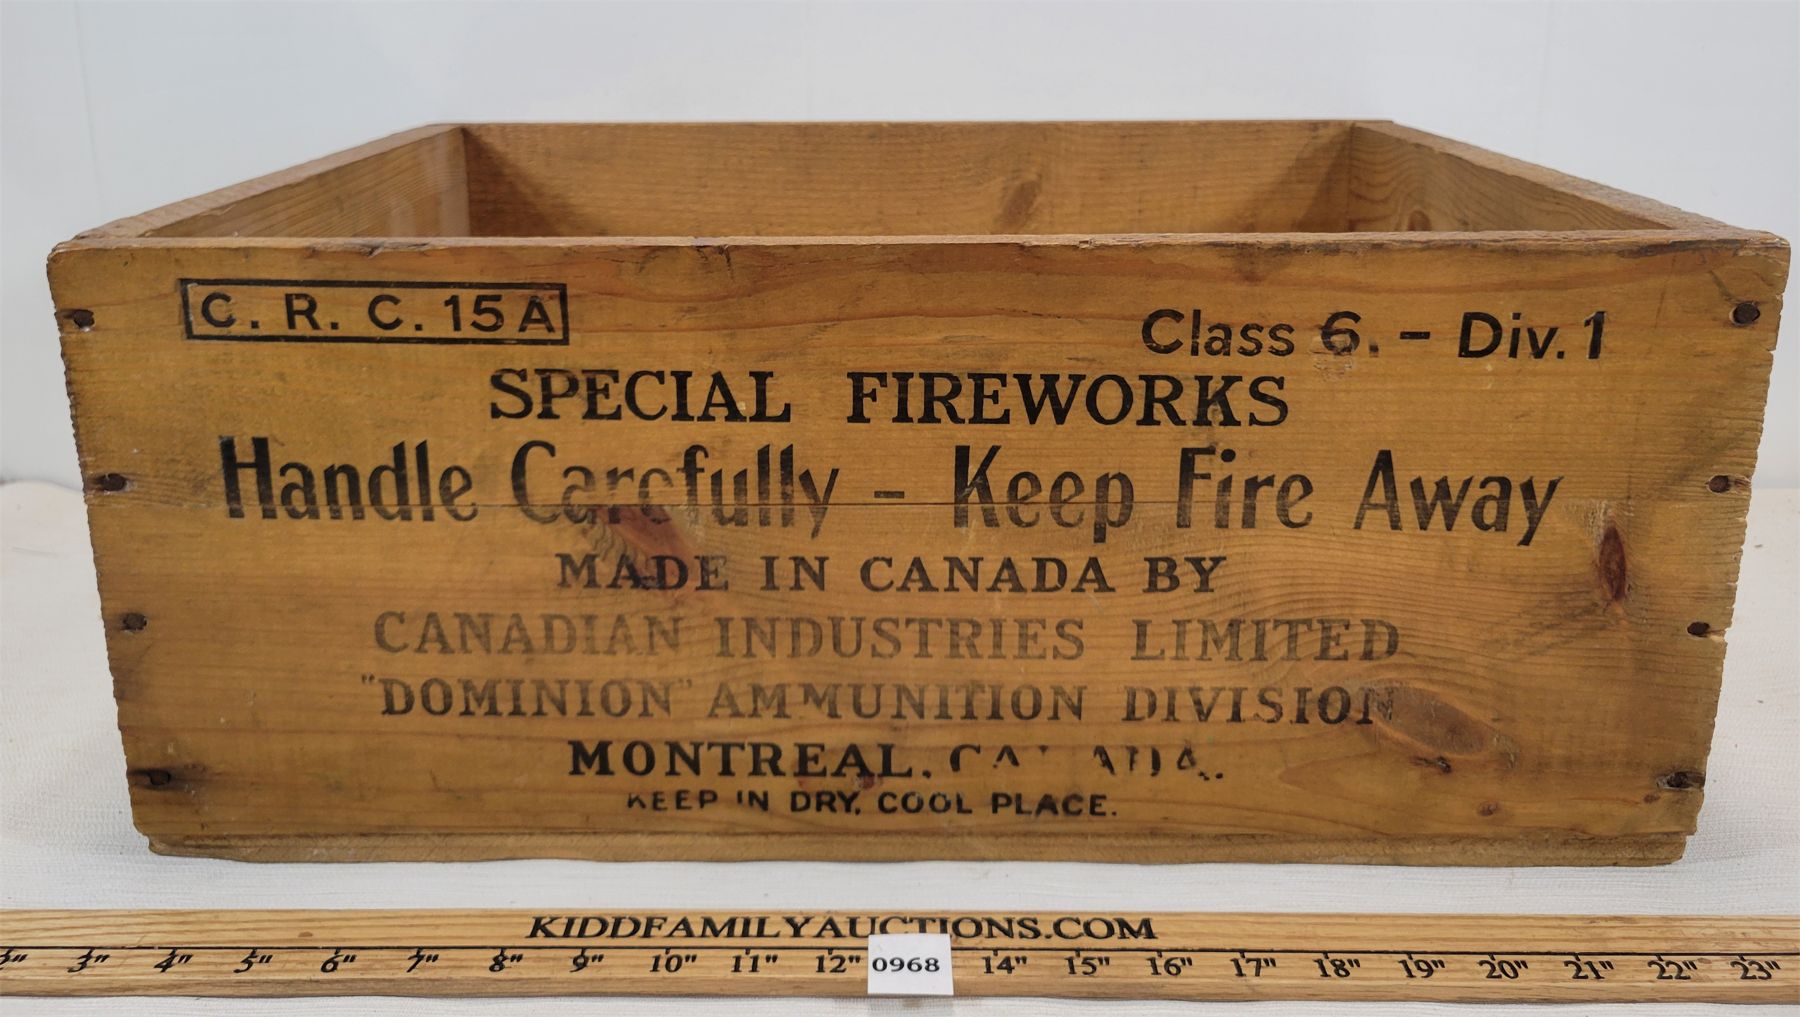 C. R. C. 15A
Class 6. - Div. 1
SPECIAL FIREWORKS
Handle Carefully - Keep Fire Away
MADE IN CANADA BY
CANADIAN INDUSTRIES LIMITED
"DOMINION" AMMUNITION DIVISION
MONTREAL, CANADA.
KEEP IN DRY, COOL PLACE.
KIDDFAMILYAUCTIONS.COM
2" 3" 4" 5" 6" 7" 8" 9" 10" 11" 12" 0968 14" 15" 16" 17" 18" 19" 20" 21" 22" 23"